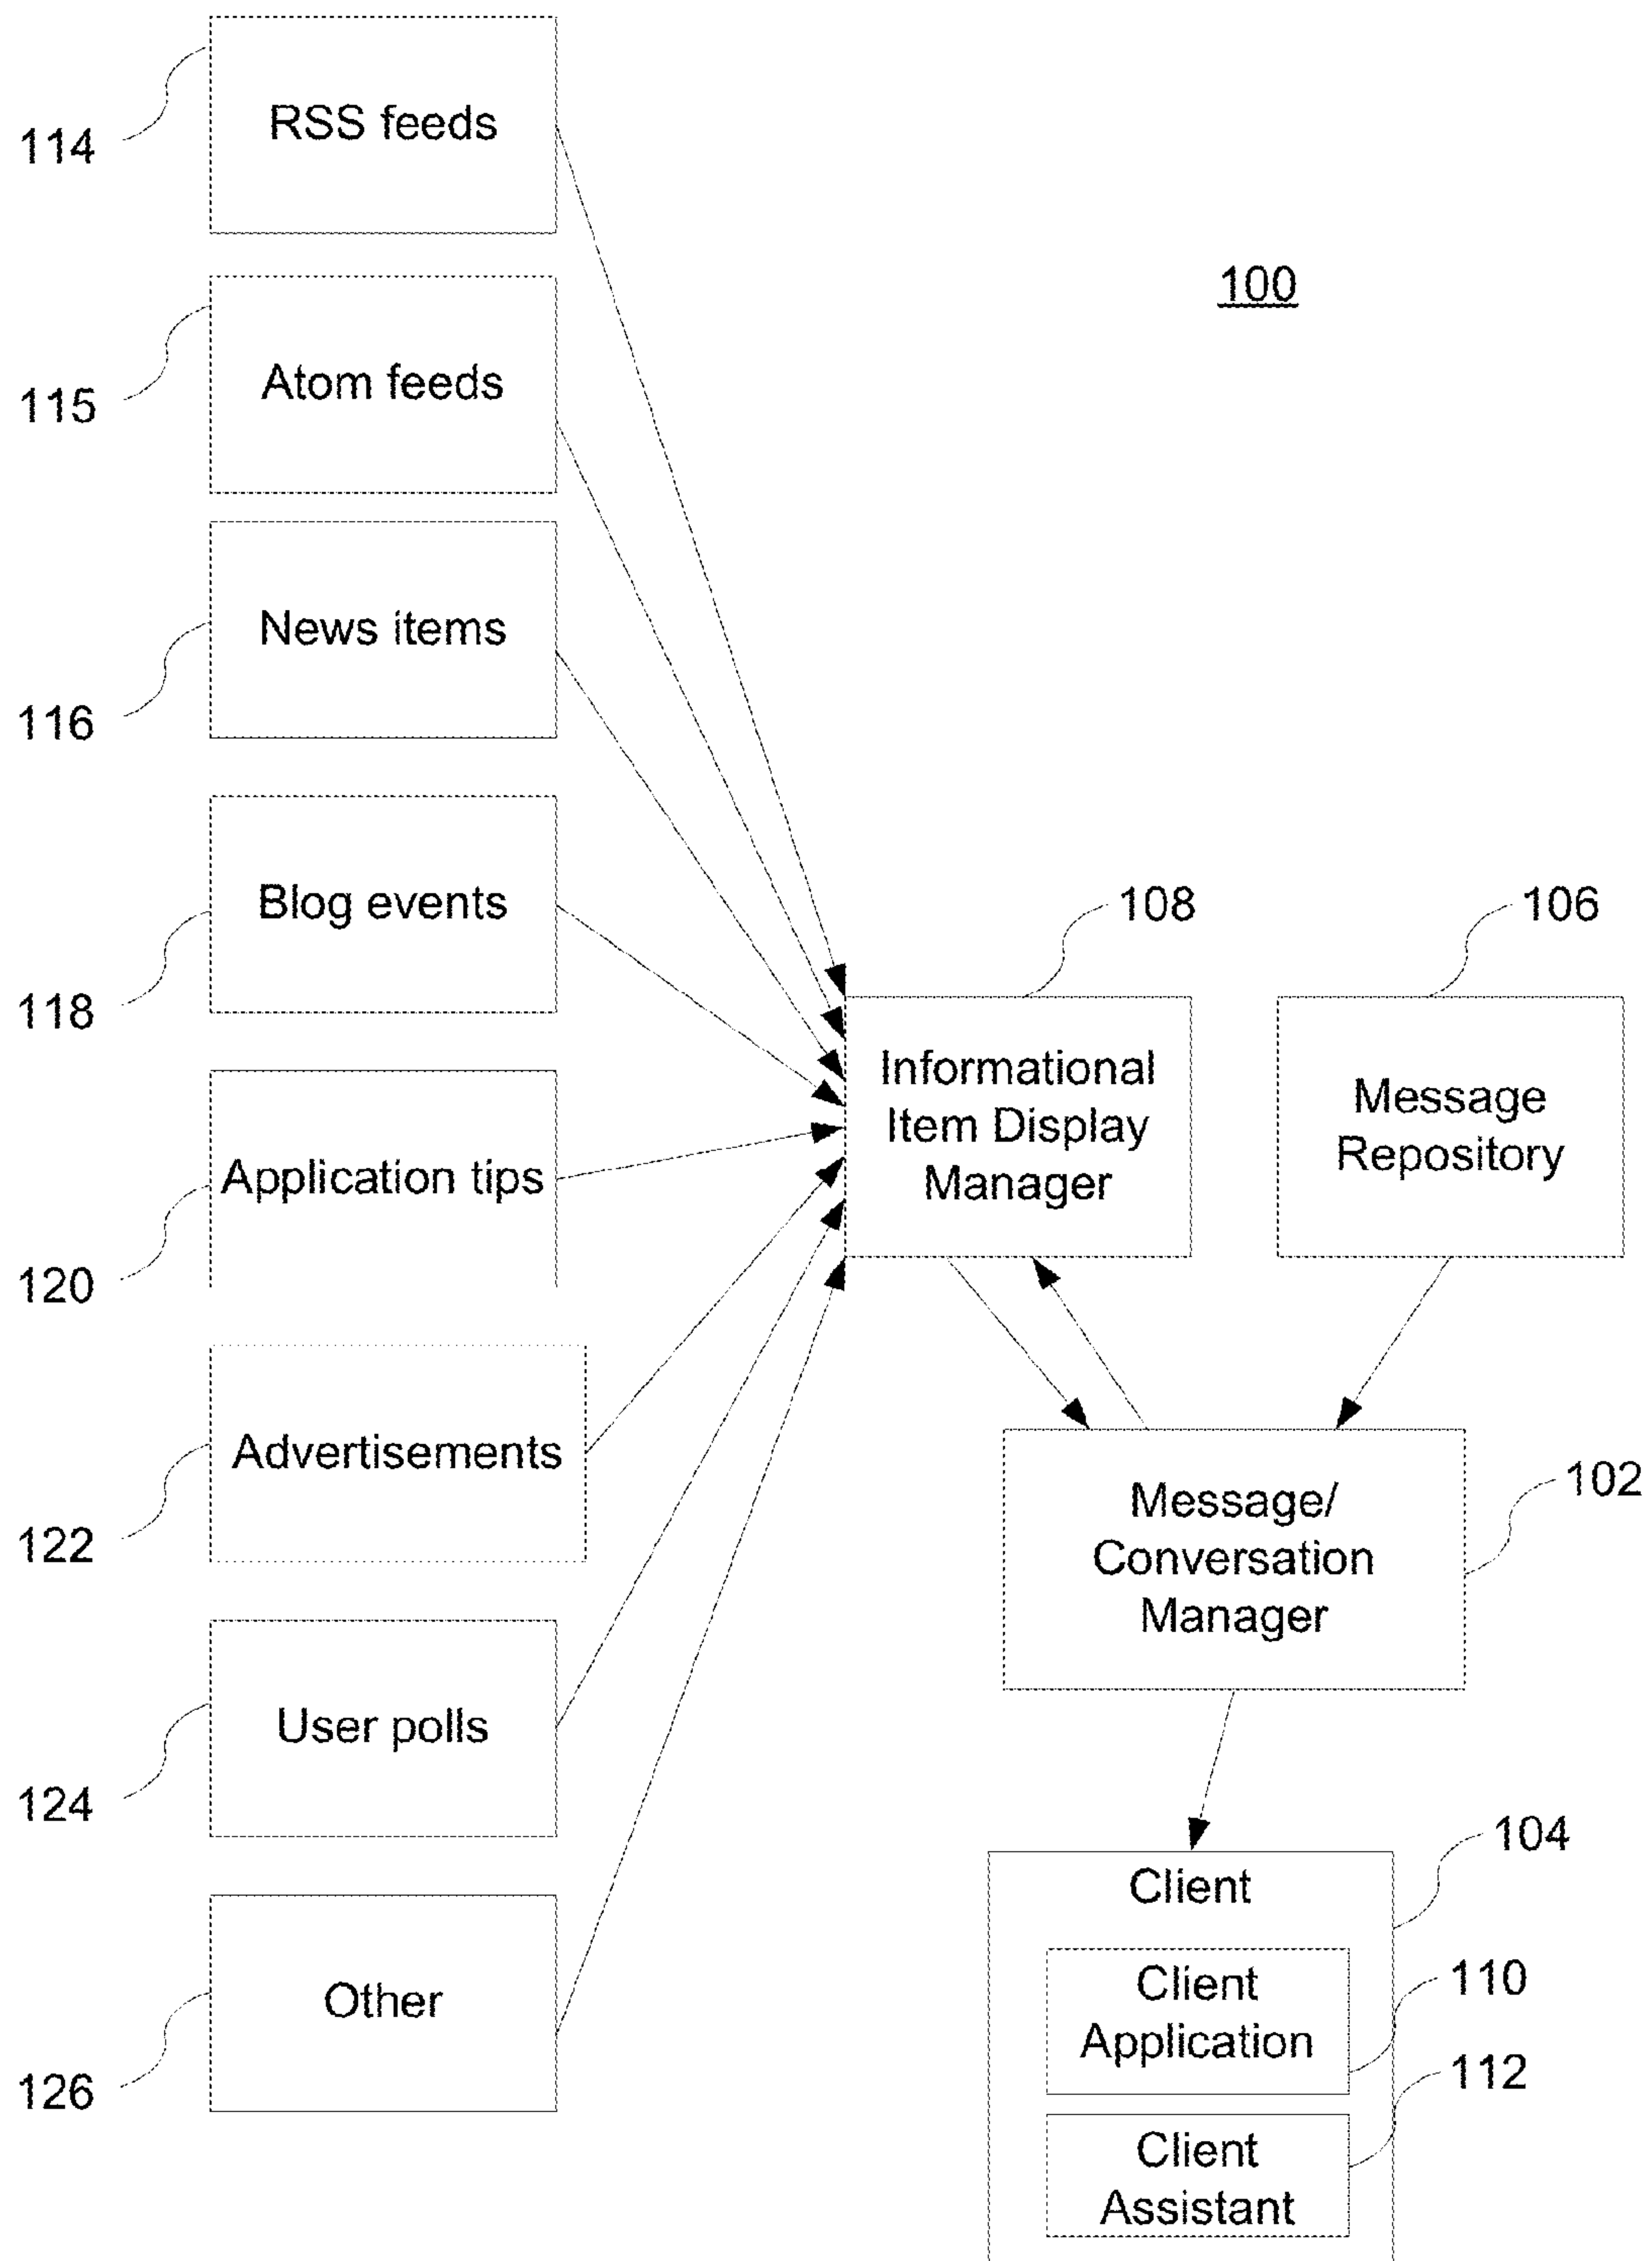 RSS feeds
114
100
Atom feeds
115
News items
116
Blog events
118
108
106
Informational
Item Display
Manager
Message
Repository
Application tips
120
Advertisements
122
Message/
Conversation
Manager
102
User polls
124
104
Client
Client
Application
110
Other
126
112
Client
Assistant